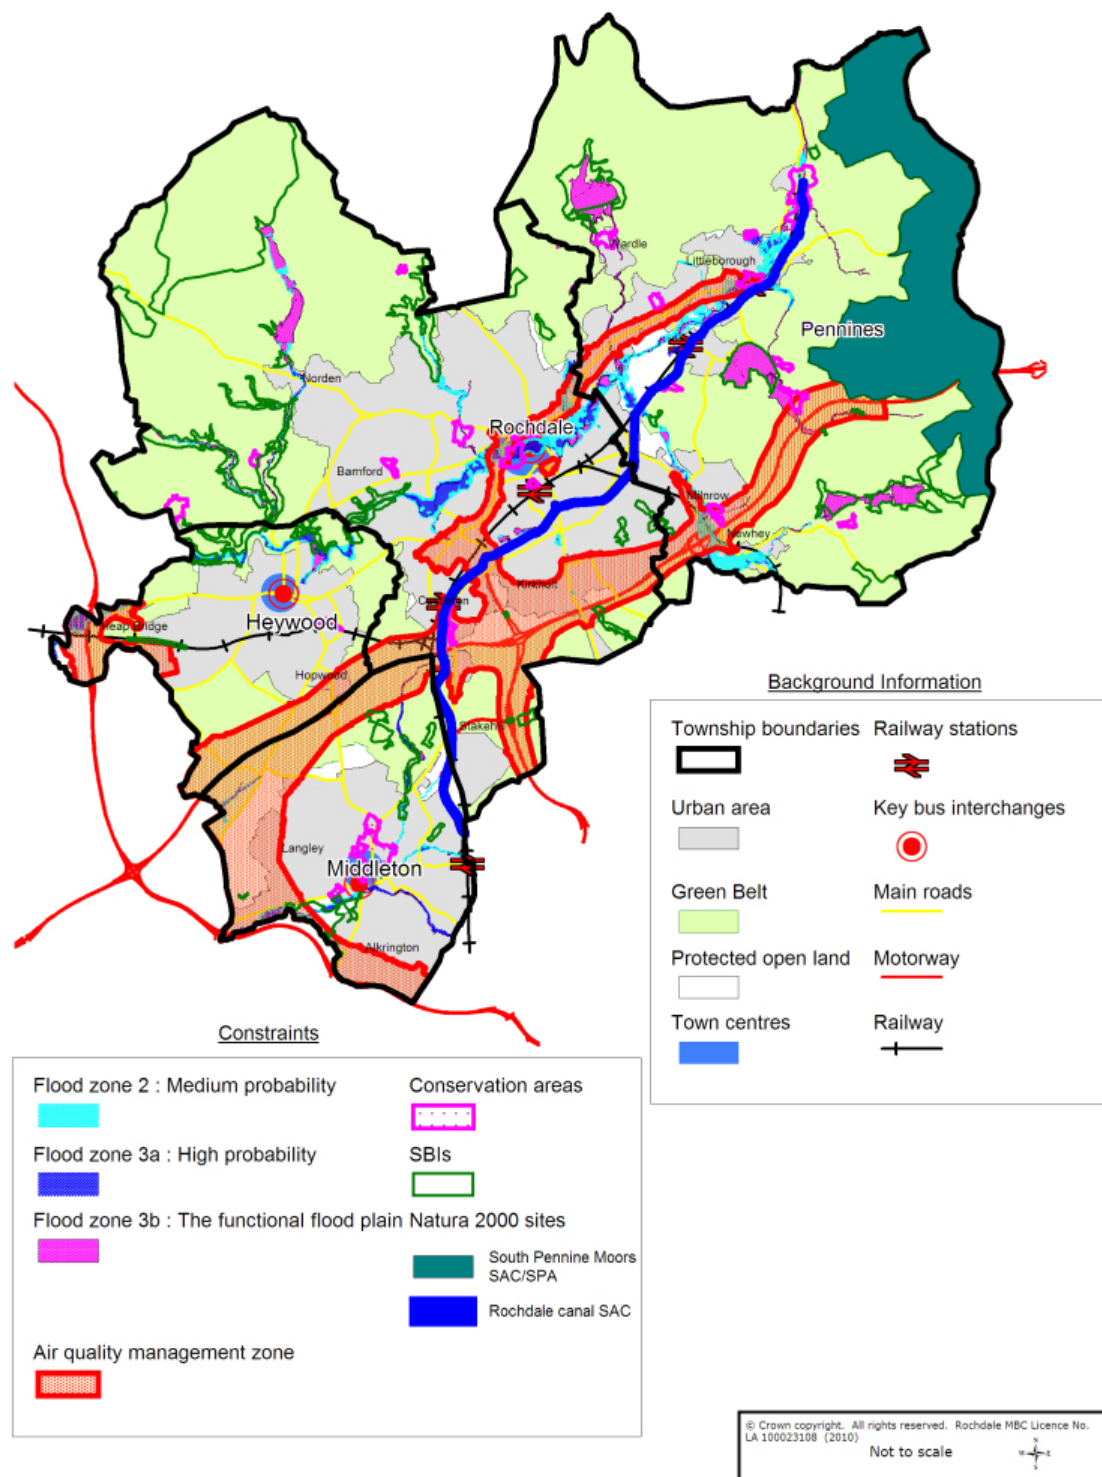 Wardle
Littleborough
Pennines
Norden
Rochdale
Bamford
Milnrow
Newhey
Kirkholt
Castleton
Heap Bridge
Heywood
Hopwood
Stakehill
Langley
Middleton
Alkrington
Background Information
Township boundaries
Railway stations
Urban area
Key bus interchanges
Green Belt
Main roads
Protected open land
Motorway
Town centres
Railway
Constraints
Flood zone 2 : Medium probability
Conservation areas
Flood zone 3a : High probability
SBIs
Flood zone 3b : The functional flood plain
Natura 2000 sites
South Pennine Moors
SAC/SPA
Rochdale canal SAC
Air quality management zone
© Crown copyright. All rights reserved. Rochdale MBC Licence No.
LA 100023108 (2010)
Not to scale
N
W
E
S